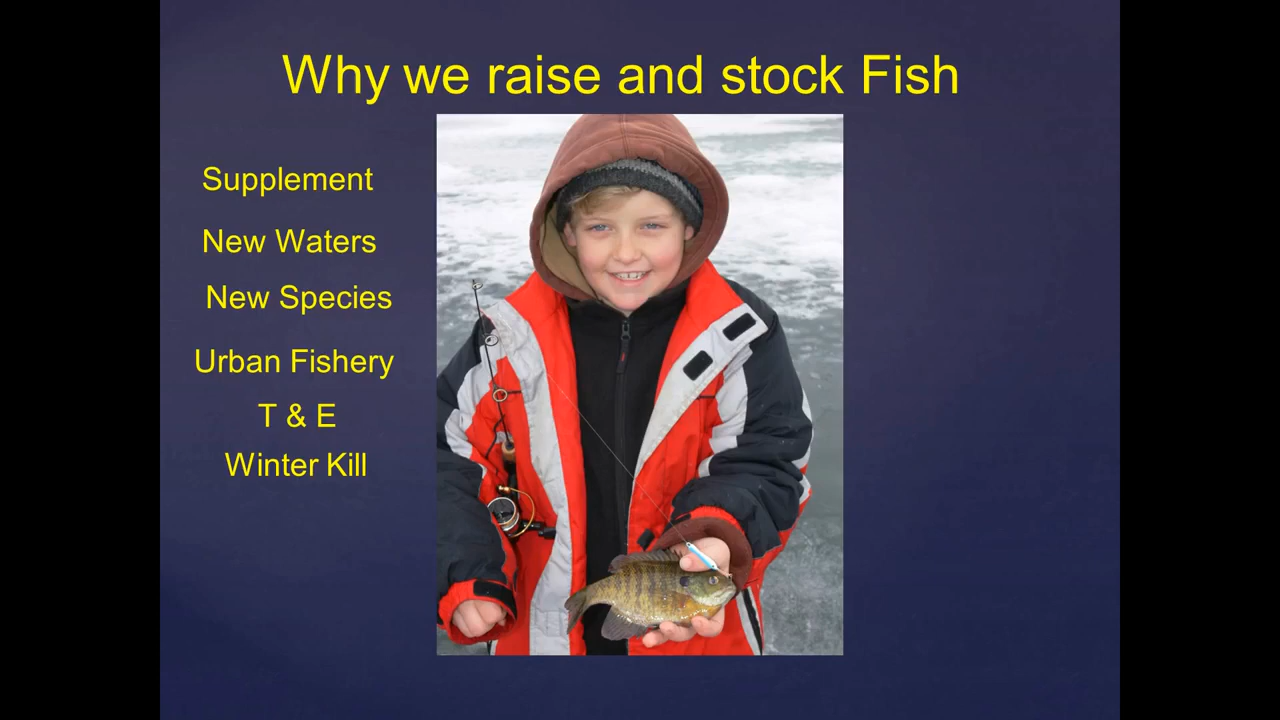 Why we raise and stock Fish
Supplement
New Waters
New Species
Urban Fishery
T & E
Winter Kill